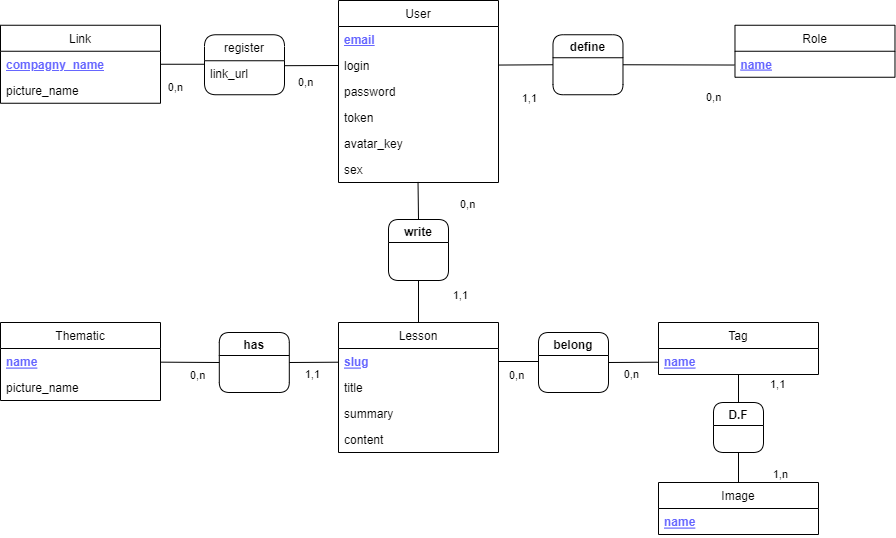 User
email
login
password
token
avatar_key
sex
Link
compagny_name
picture_name
register
link_url
0,n
0,n
define
1,1
0,n
Role
name
0,n
write
1,1
Thematic
name
picture_name
has
0,n
1,1
Lesson
slug
title
summary
content
belong
0,n
0,n
Tag
name
1,1
D.F
1,n
Image
name